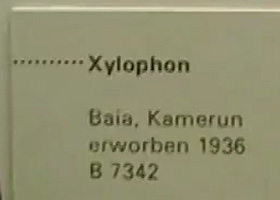 ..........Xylophon
Baia, Kamerun
erworben 1936
B 7342